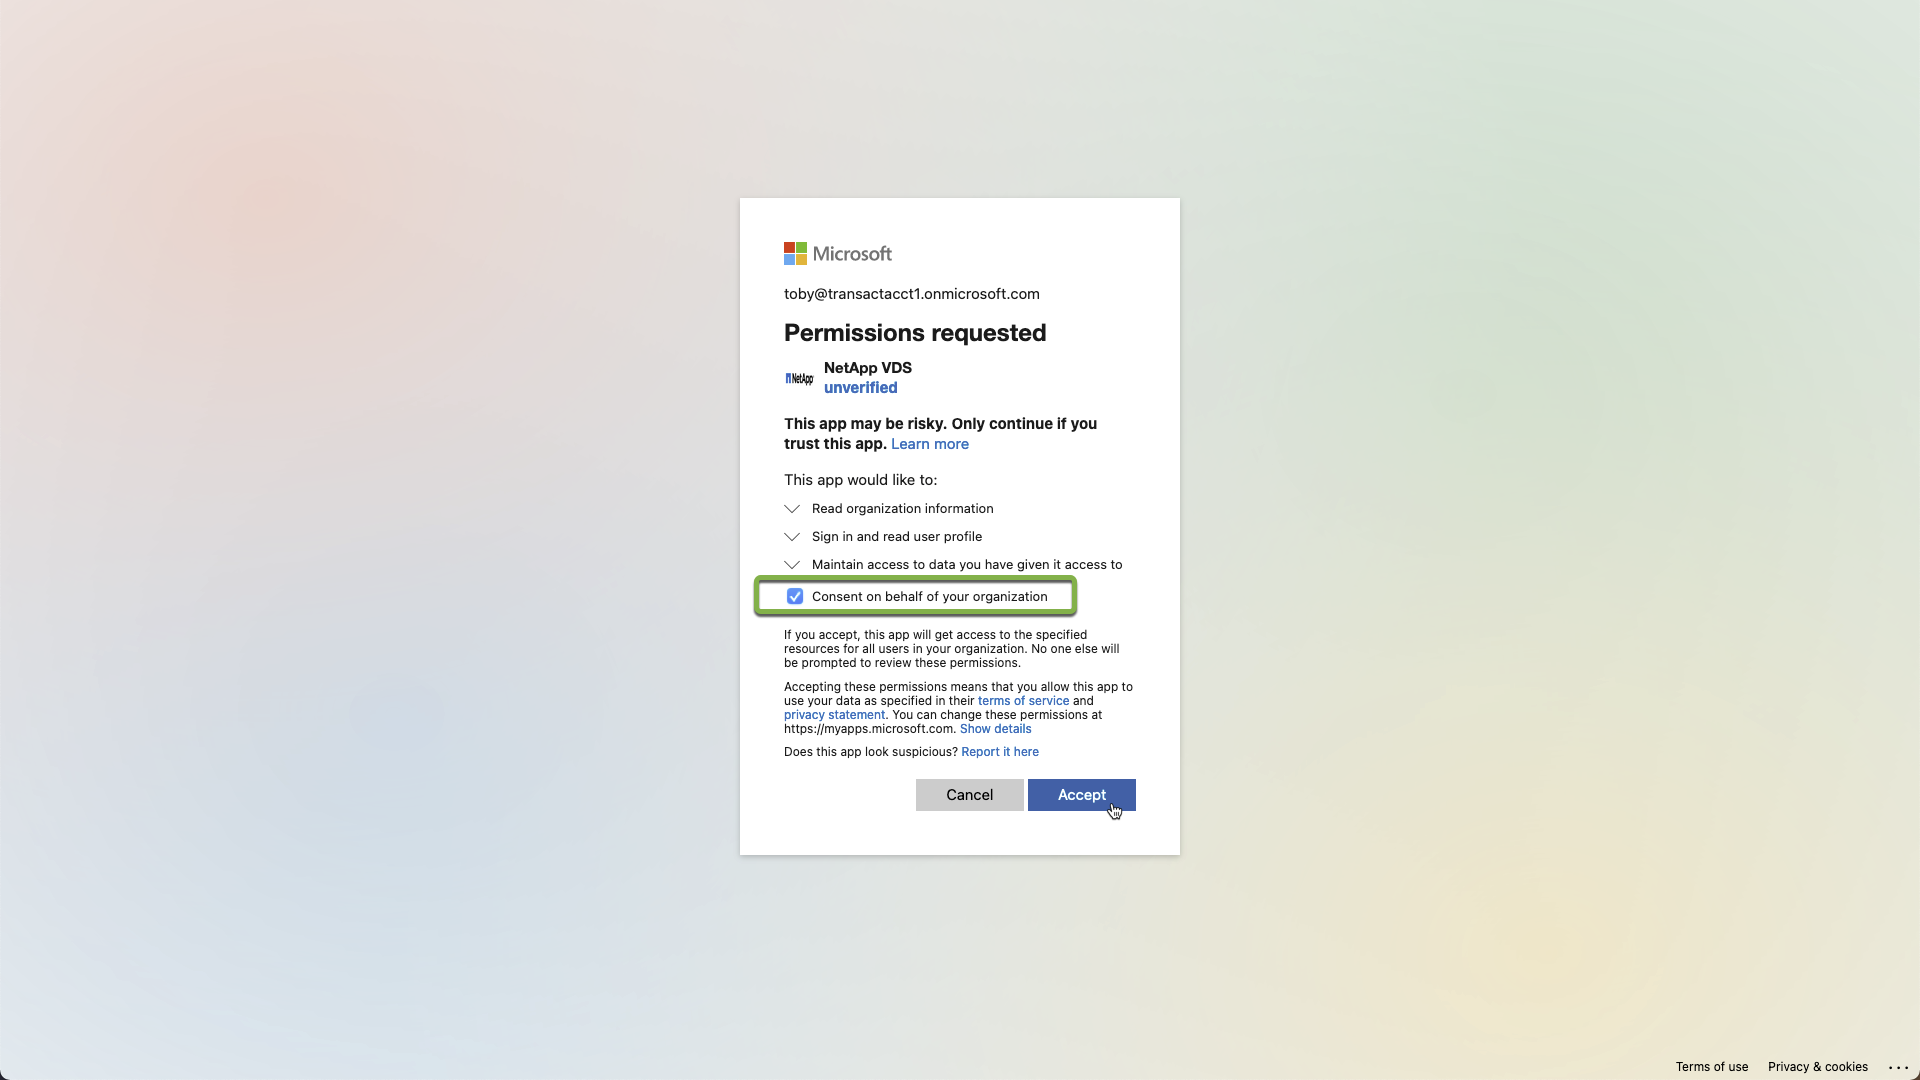 Microsoft
toby@transactacct1.onmicrosoft.com
Permissions requested
NetApp
NetApp VDS
unverified
This app may be risky. Only continue if you
trust this app. Learn more
This app would like to:
Read organization information
Sign in and read user profile
Maintain access to data you have given it access to
Consent on behalf of your organization
If you accept, this app will get access to the specified
resources for all users in your organization. No one else will
be prompted to review these permissions.
Accepting these permissions means that you allow this app to
use your data as specified in their terms of service and
privacy statement. You can change these permissions at
https://myapps.microsoft.com. Show details
Does this app look suspicious? Report it here
Cancel Accept
Terms of use Privacy & cookies ...